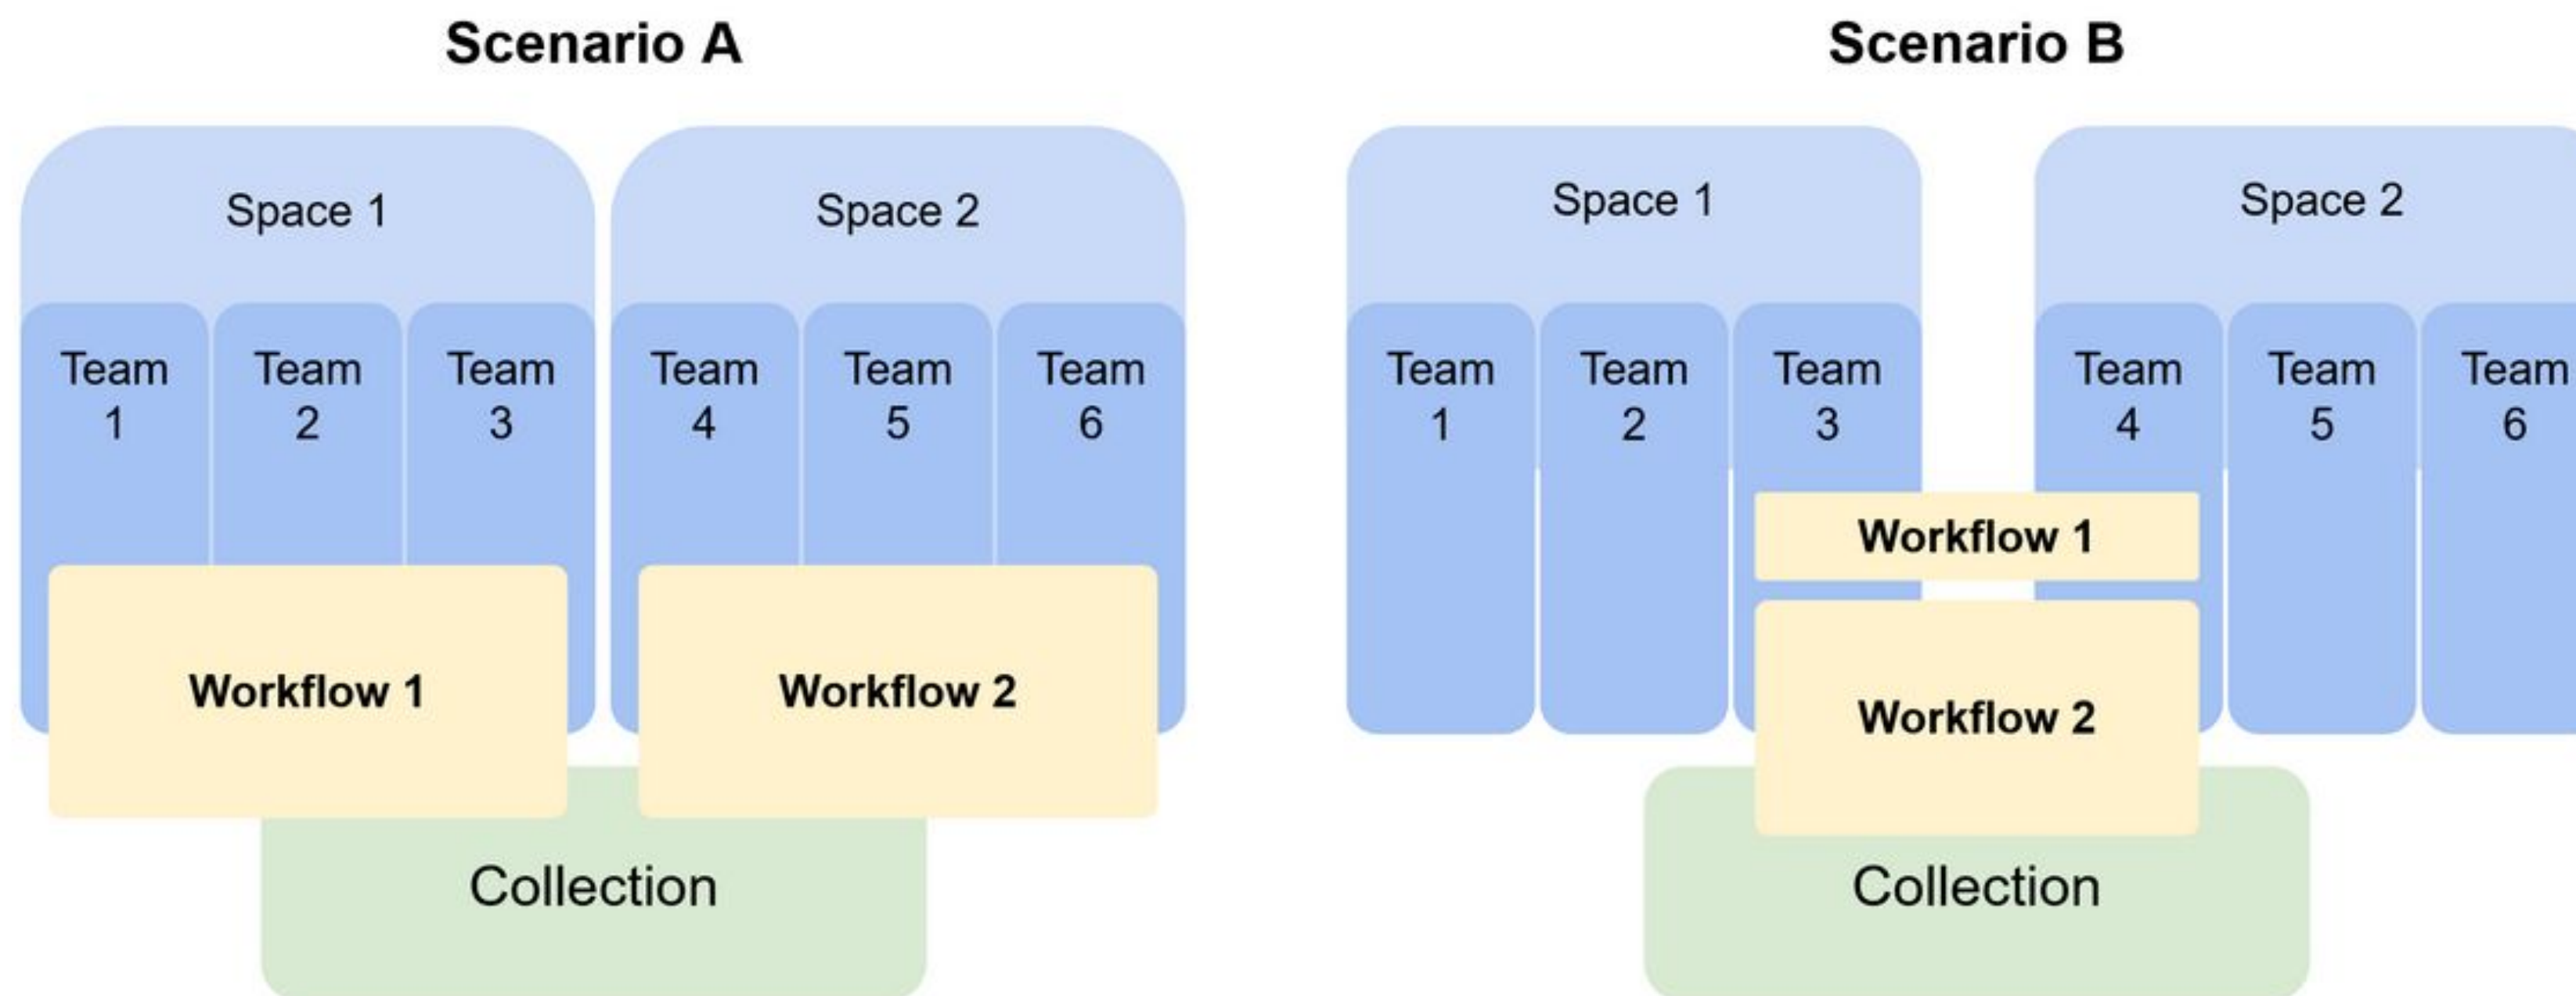 Scenario A
Space 1
Space 2
Team
1
Team
2
Team
3
Team
4
Team
5
Team
6
Workflow 1
Workflow 2
Collection
Scenario B
Space 1
Space 2
Team
1
Team
2
Team
3
Team
4
Team
5
Team
6
Workflow 1
Workflow 2
Collection